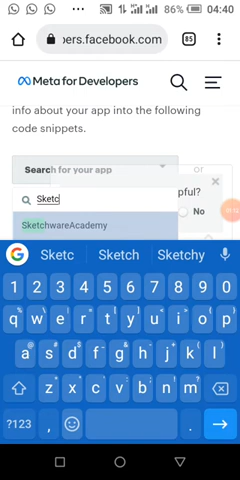 86% 04:40
ɔers.facebook.com 85
Meta for Developers
info about your app into the following
code snippets.
Search for your app or
Sketc pful?
No
SketchwareAcademy
G Sketc Sketch Sketchy
1 2 3 4 5 6 7 8 9 0
q w e r t y u i o p
a s d f g h j k l
z x c v b n m
?123 , .